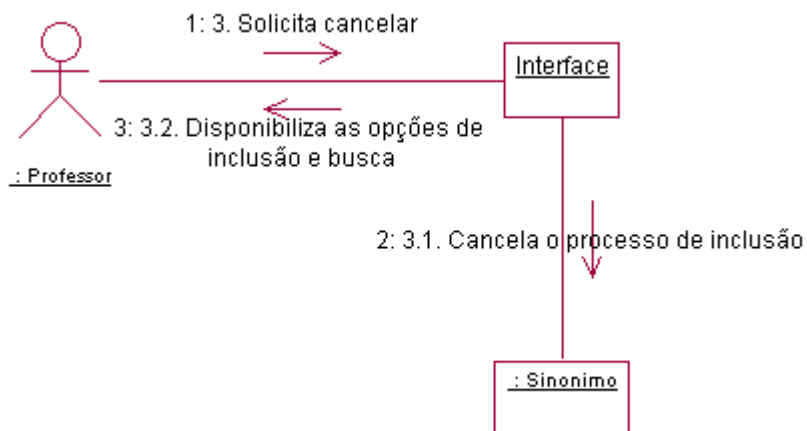 1: 3. Solicita cancelar
Interface
3: 3.2. Disponibiliza as opções de
inclusão e busca
: Professor
2: 3.1. Cancela o processo de inclusão
: Sinonimo